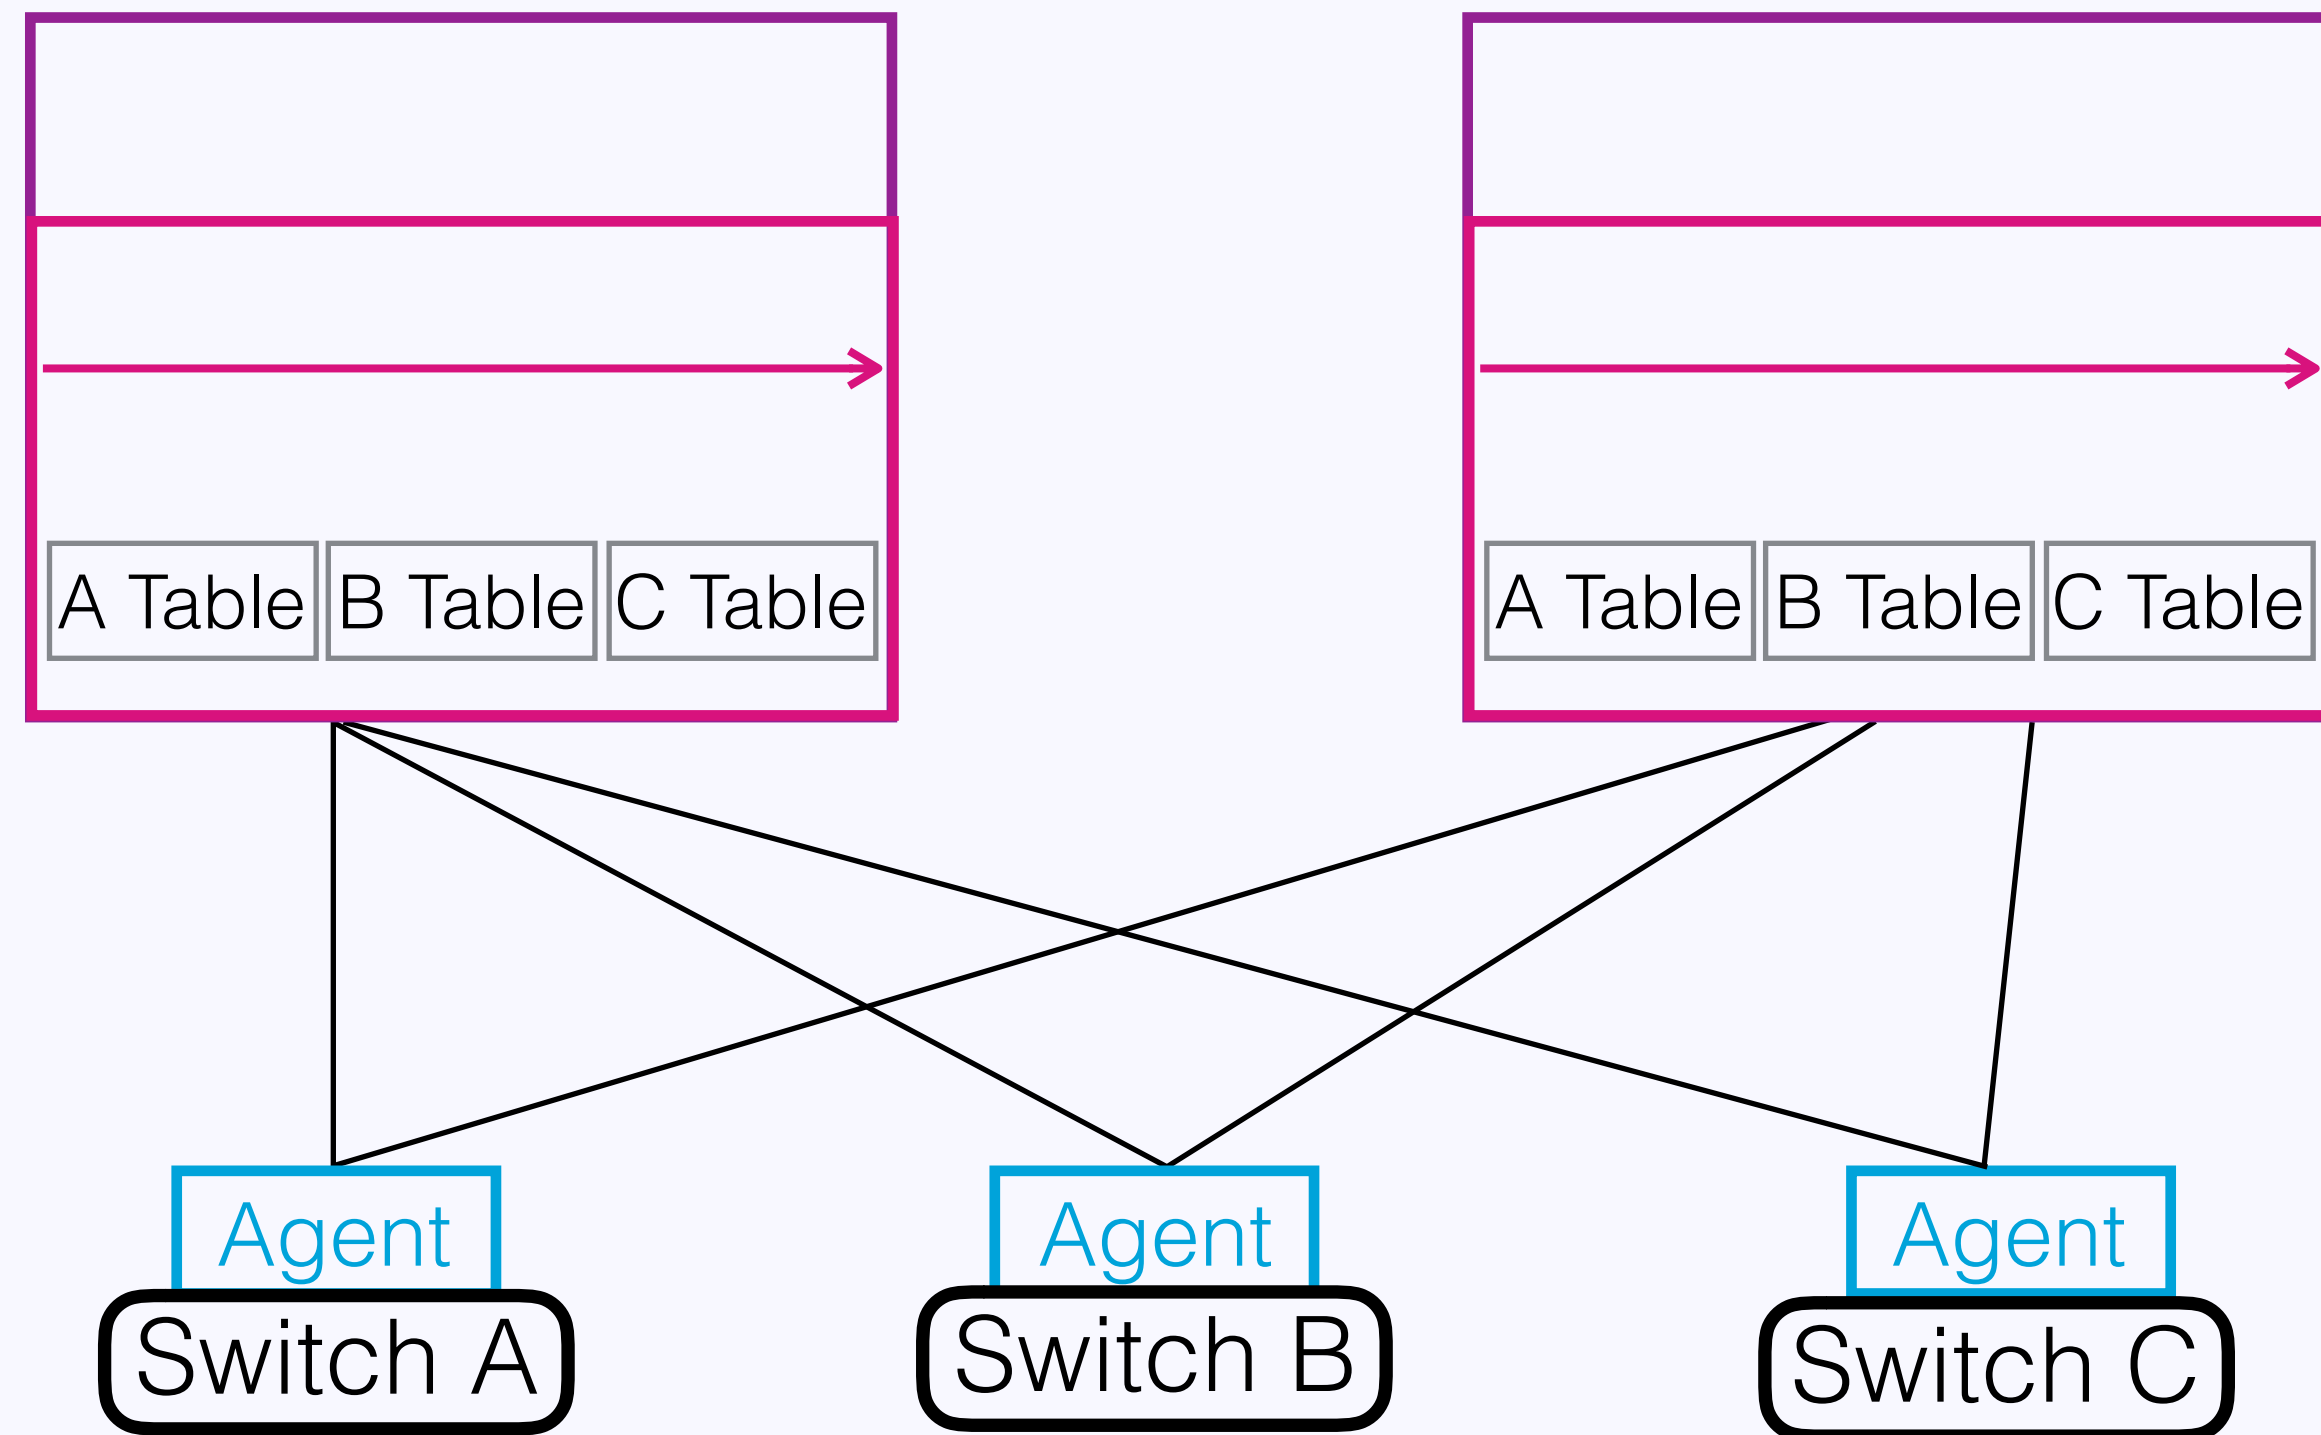 A Table B Table C Table
A Table B Table C Table
Agent
Switch A
Agent
Switch B
Agent
Switch C